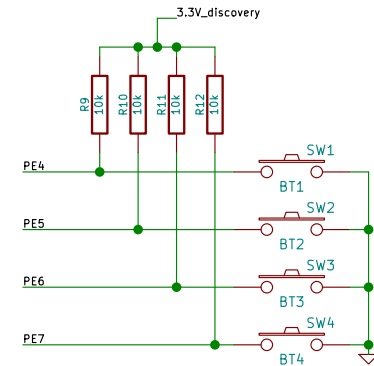 3.3V_discovery
R9 10k
R10 10k
R11 10k
R12 10k
PE4
SW1
BT1
PE5
SW2
BT2
PE6
SW3
BT3
PE7
SW4
BT4